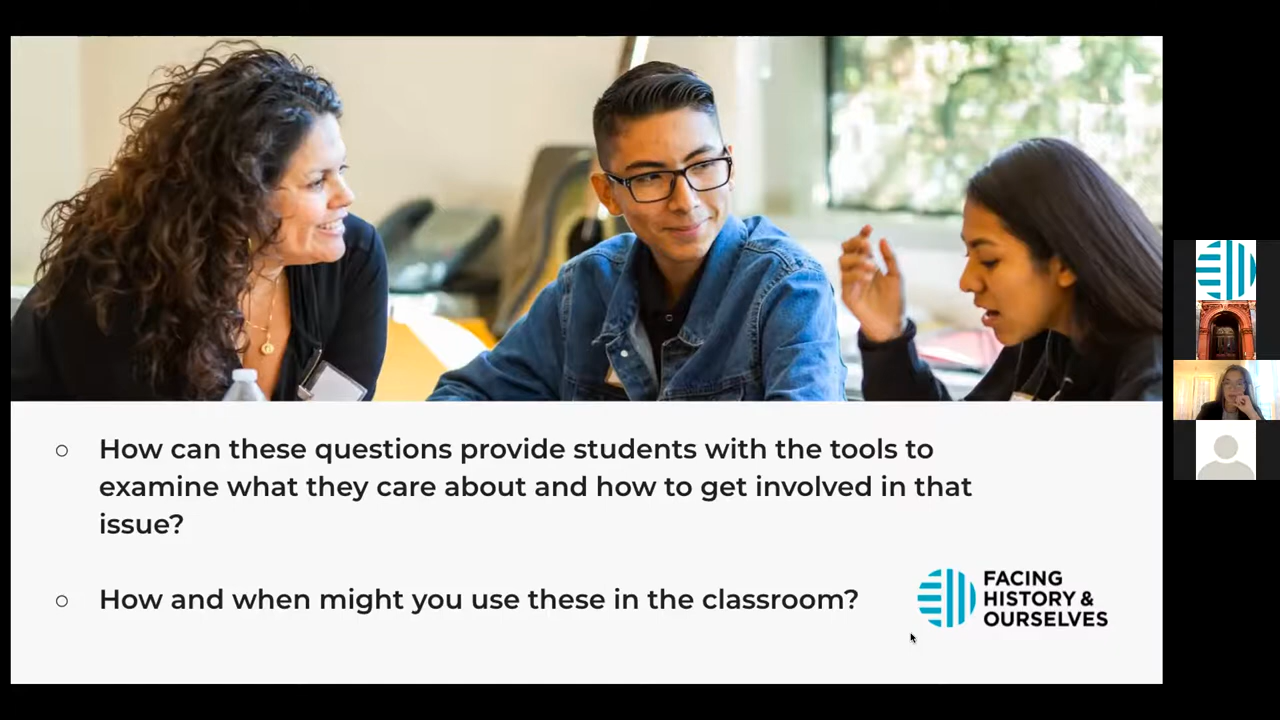 ○ How can these questions provide students with the tools to
examine what they care about and how to get involved in that
issue?
○ How and when might you use these in the classroom?
FACING
HISTORY &
OURSELVES